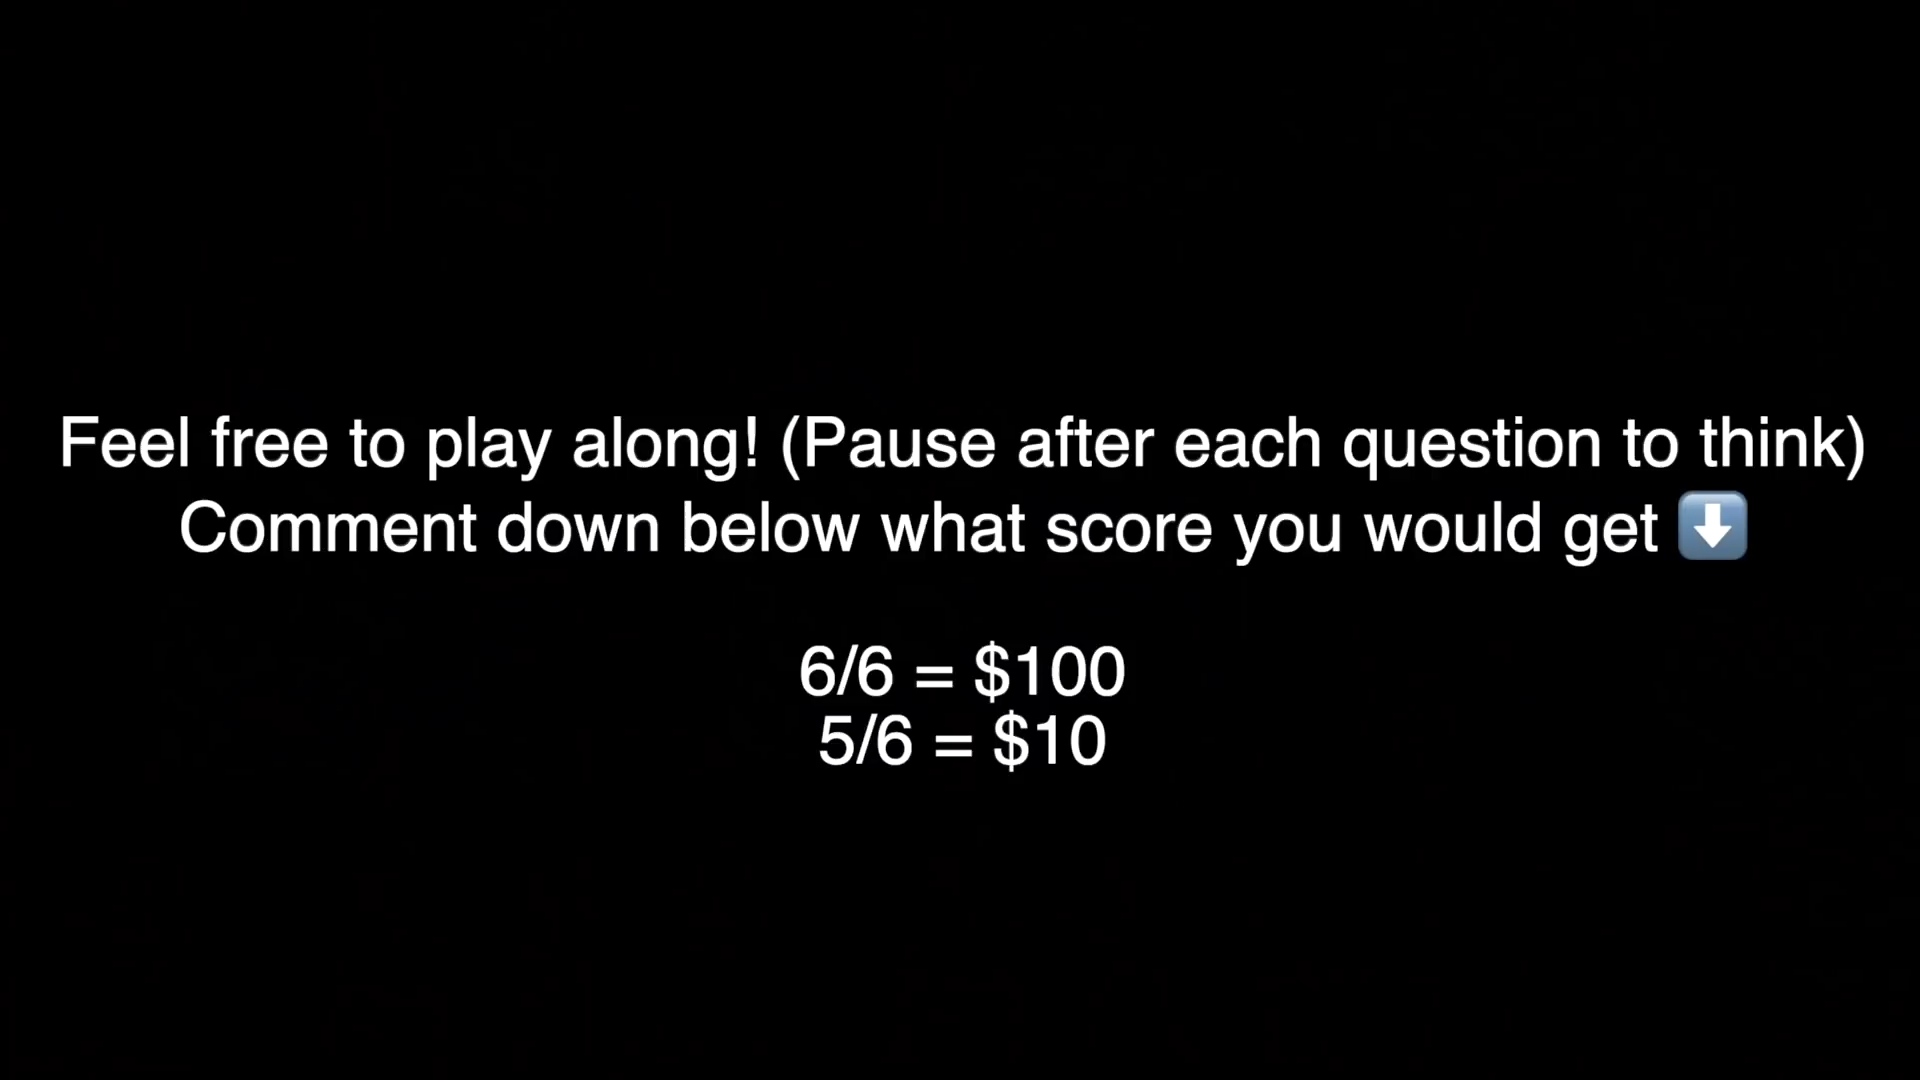 Feel free to play along! (Pause after each question to think)
Comment down below what score you would get ⬇️
6/6 = $100
5/6 = $10